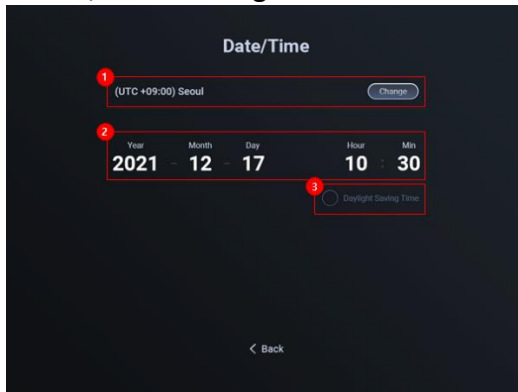 Date/Time
1
(UTC +09:00) Seoul Change
2
Year Month Day Hour Min
2021 - 12 - 17 10 : 30
3
Daylight Saving Time
< Back